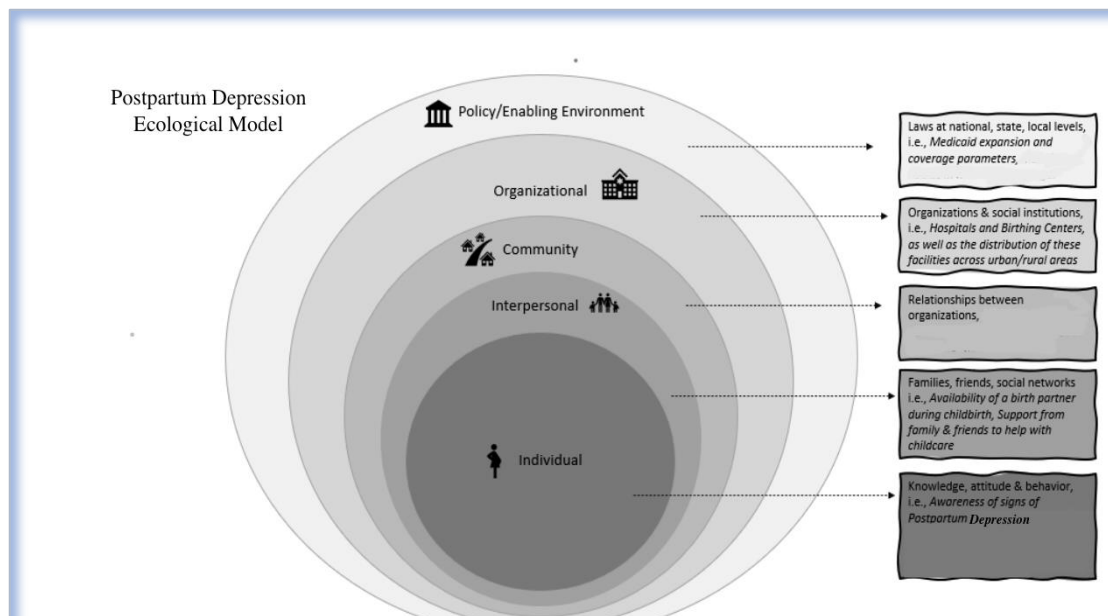 Postpartum Depression
Ecological Model
Policy/Enabling Environment
Organizational
Community
Interpersonal
Individual
Laws at national, state, local levels,
i.e., Medicaid expansion and
coverage parameters,
Organizations & social institutions,
i.e., Hospitals and Birthing Centers,
as well as the distribution of these
facilities across urban/rural areas
Relationships between
organizations,
Families, friends, social networks
i.e., Availability of a birth partner
during childbirth, Support from
family & friends to help with
childcare
Knowledge, attitude & behavior,
i.e., Awareness of signs of
Postpartum Depression